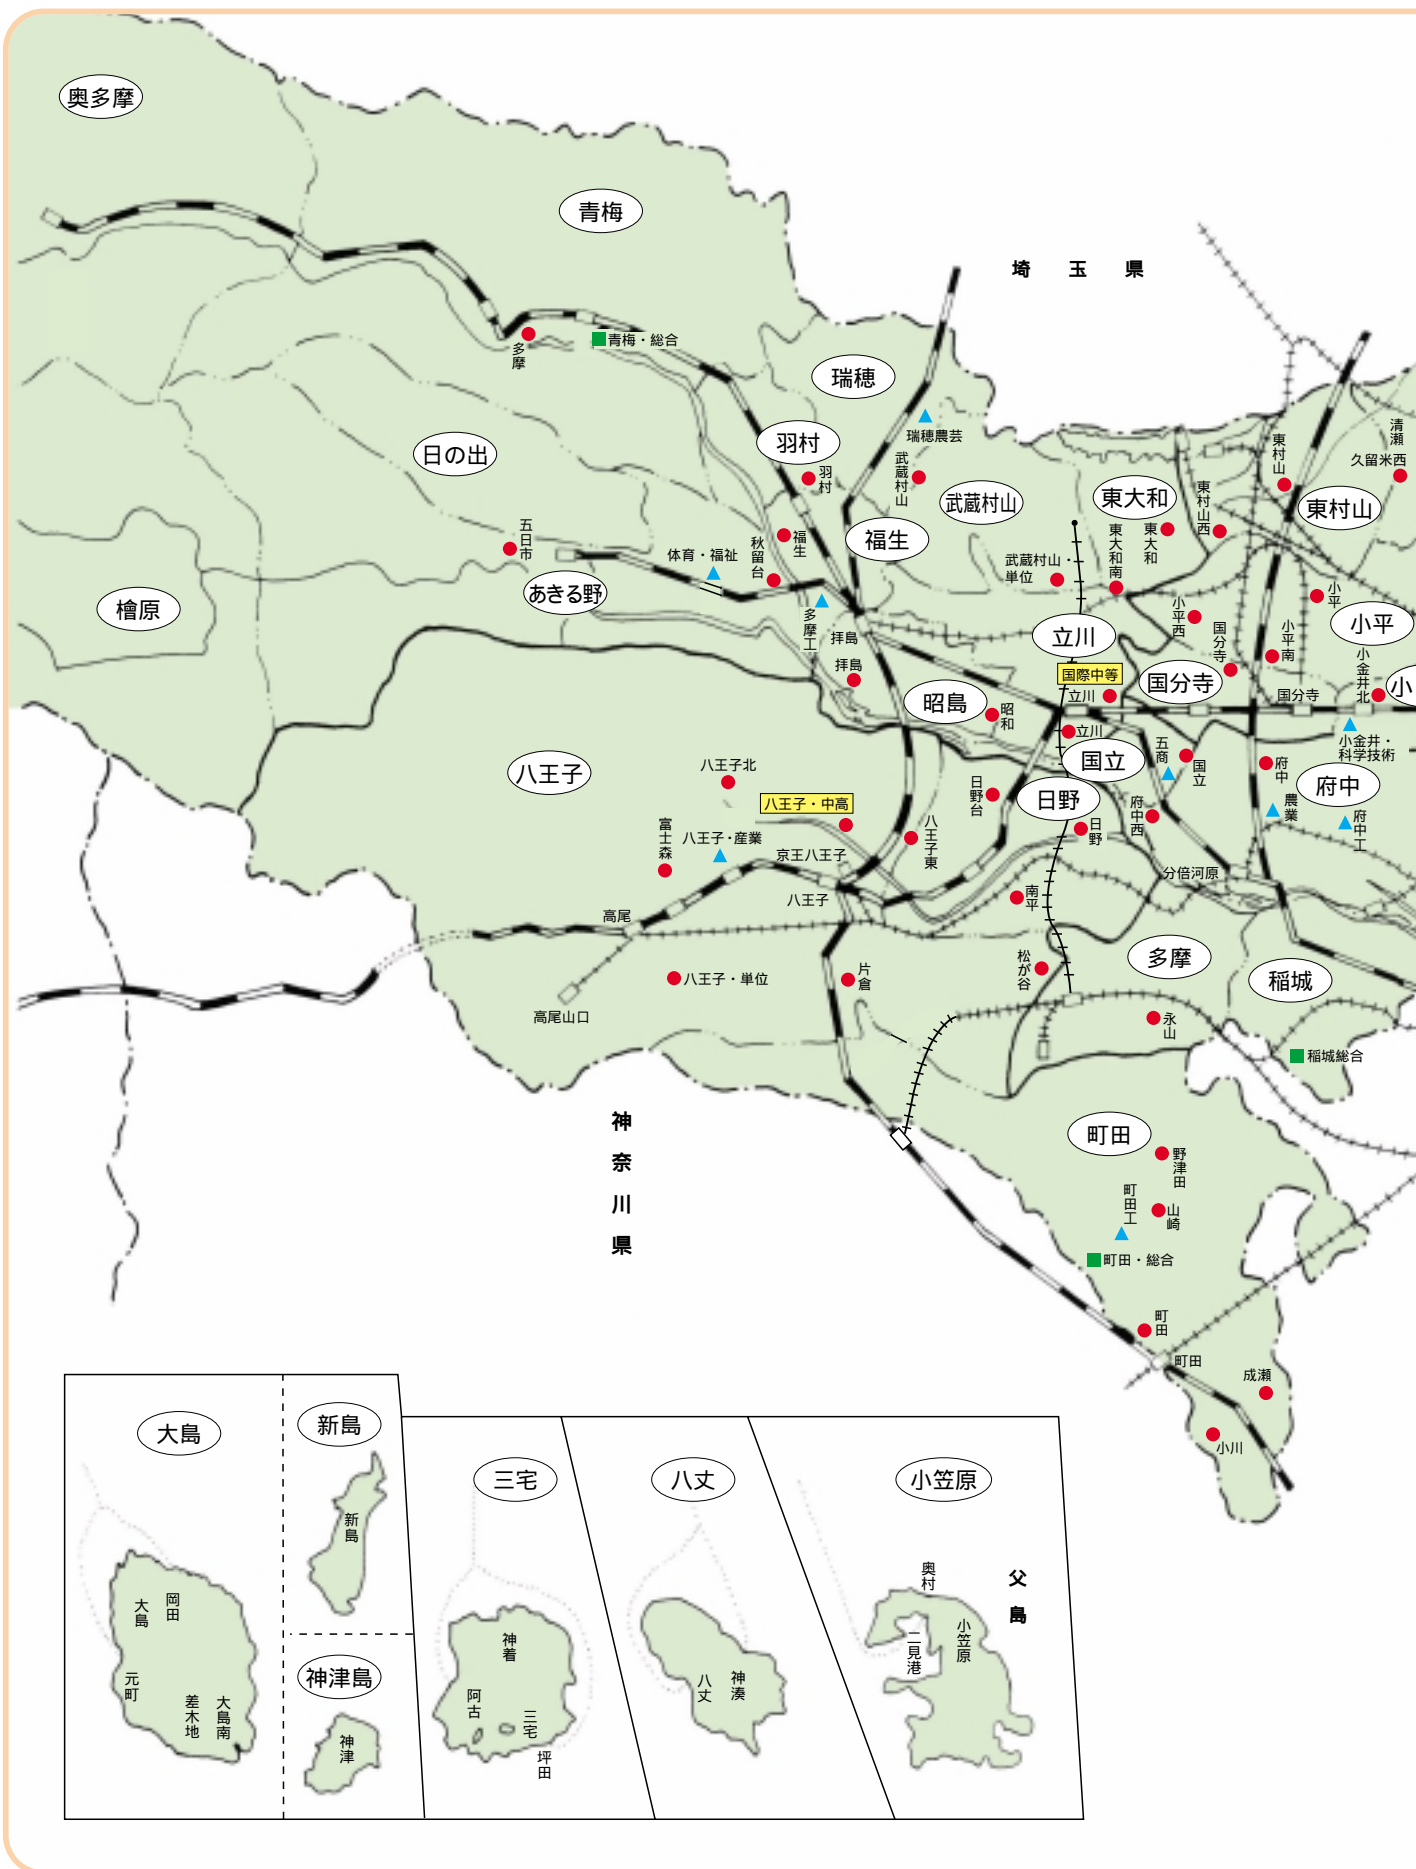 奥多摩
青梅
埼玉県
多摩
青梅・総合
瑞穂
瑞穂農芸
羽村
羽村
日の出
武蔵村山
武蔵村山
東大和
東村山西
東村山
清瀬
久留米西
東村山
五日市
福生
秋留台
福生
体育・福祉
東大和南
東大和
武蔵村山・
単位
あきる野
檜原
多摩工
拝島
拝島
立川
小平西
国分寺
小平南
小平
小平
小金井北
国際中等
立川
国分寺
国分寺
小
昭島
昭和
立川
国立
五商
国立
小金井・
科学技術
八王子
八王子北
八王子・中高
日野台
日野
日野
府中西
府中
府中
農業
府中工
富士森
八王子・産業
京王八王子
八王子東
八王子
分倍河原
南平
高尾
八王子・単位
片倉
松が谷
多摩
稲城
高尾山口
永山
稲城総合
神奈川県
町田
野津田
町田工
山崎
町田・総合
町田
町田
成瀬
小川
大島
岡田
大島
元町
差木地
大島南
新島
新島
神津島
神津
三宅
神着
阿古
三宅
坪田
八丈
八丈
神湊
小笠原
父島
奥村
二見港
小笠原